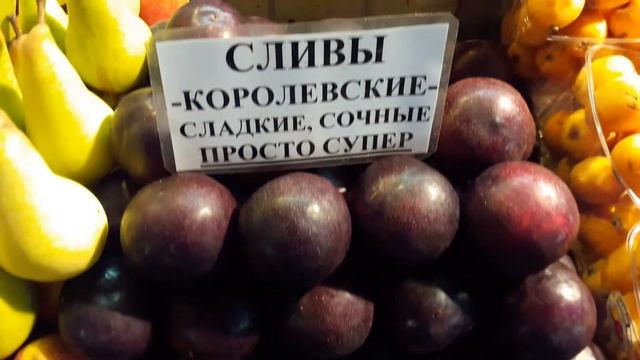 СЛИВЫ
-КОРОЛЕВСКИЕ-
СЛАДКИЕ, СОЧНЫЕ
ПРОСТО СУПЕР